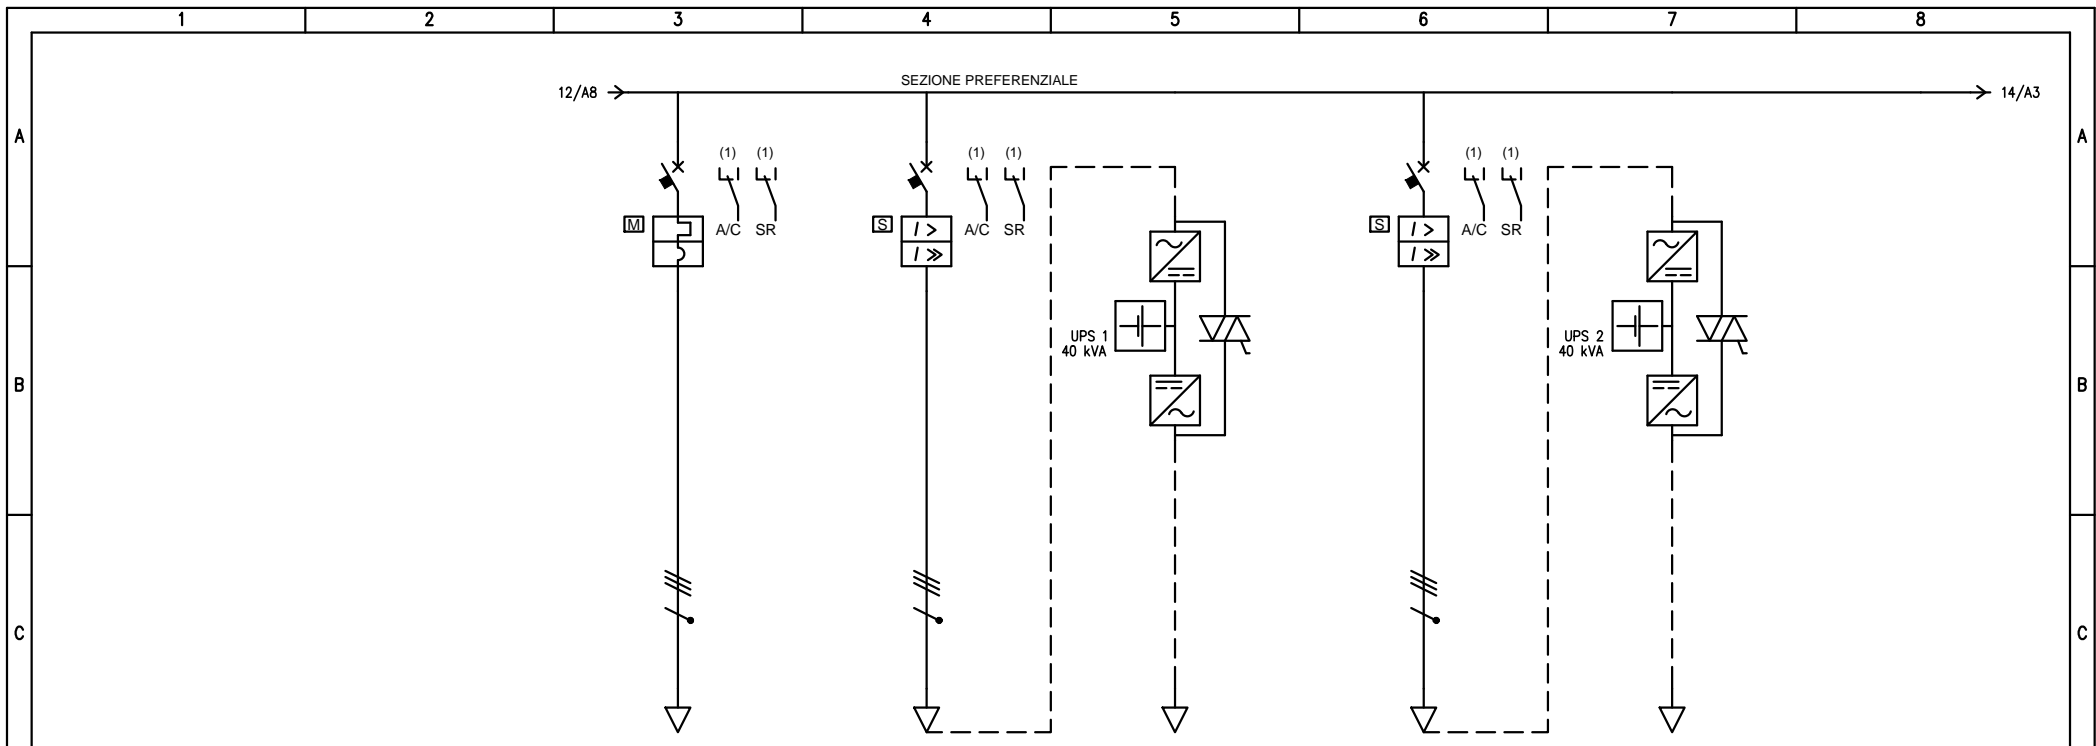 1 2 3 4 5 6 7 8
SEZIONE PREFERENZIALE
12/A8 14/A3
A A
(1) (1) (1) (1) (1) (1)
M A/C SR S I > A/C SR S I > A/C SR
I >> I >>
UPS 1 UPS 2
40 kVA 40 kVA
B B
C C